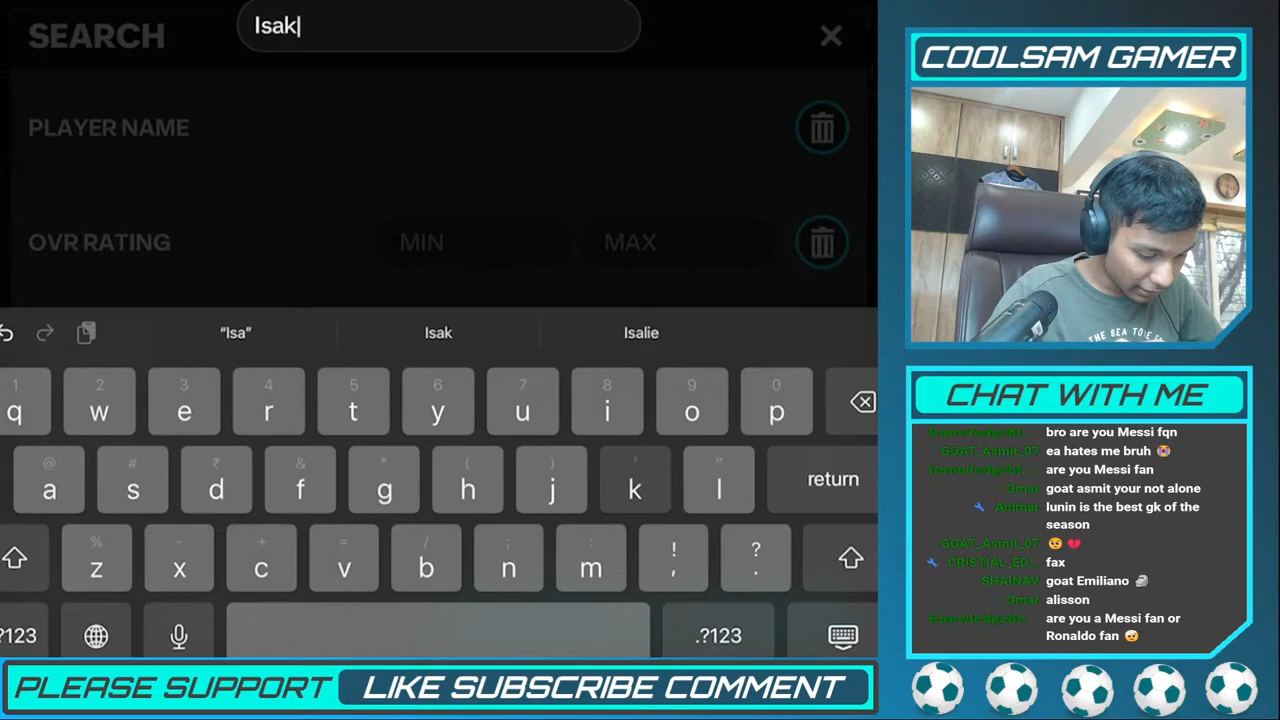 SEARCH
Isak
PLAYER NAME
OVR RATING
MIN
MAX
"Isa"
Isak
Isalie
1 2 3 4 5 6 7 8 9 0
q w e r t y u i o p
@ # ₹ & * ( ) ' "
a s d f g h j k l
return
% - + = / ; : ! ?
z x c v b n m , .
?123
.?123
PLEASE SUPPORT
LIKE SUBSCRIBE COMMENT
COOLSAM GAMER
THE SEA TO
CHAT WITH ME
bro are you Messi fqn
GOAT_Asmit_07 ea hates me bruh 😭
are you Messi fan
Omar goat asmit your not alone
Ammar lunin is the best gk of the
season
GOAT_Asmit_07
CRISTIAL_ED... fax
SHAINAV goat Emiliano
Omar alisson
are you a Messi fan or
Ronaldo fan